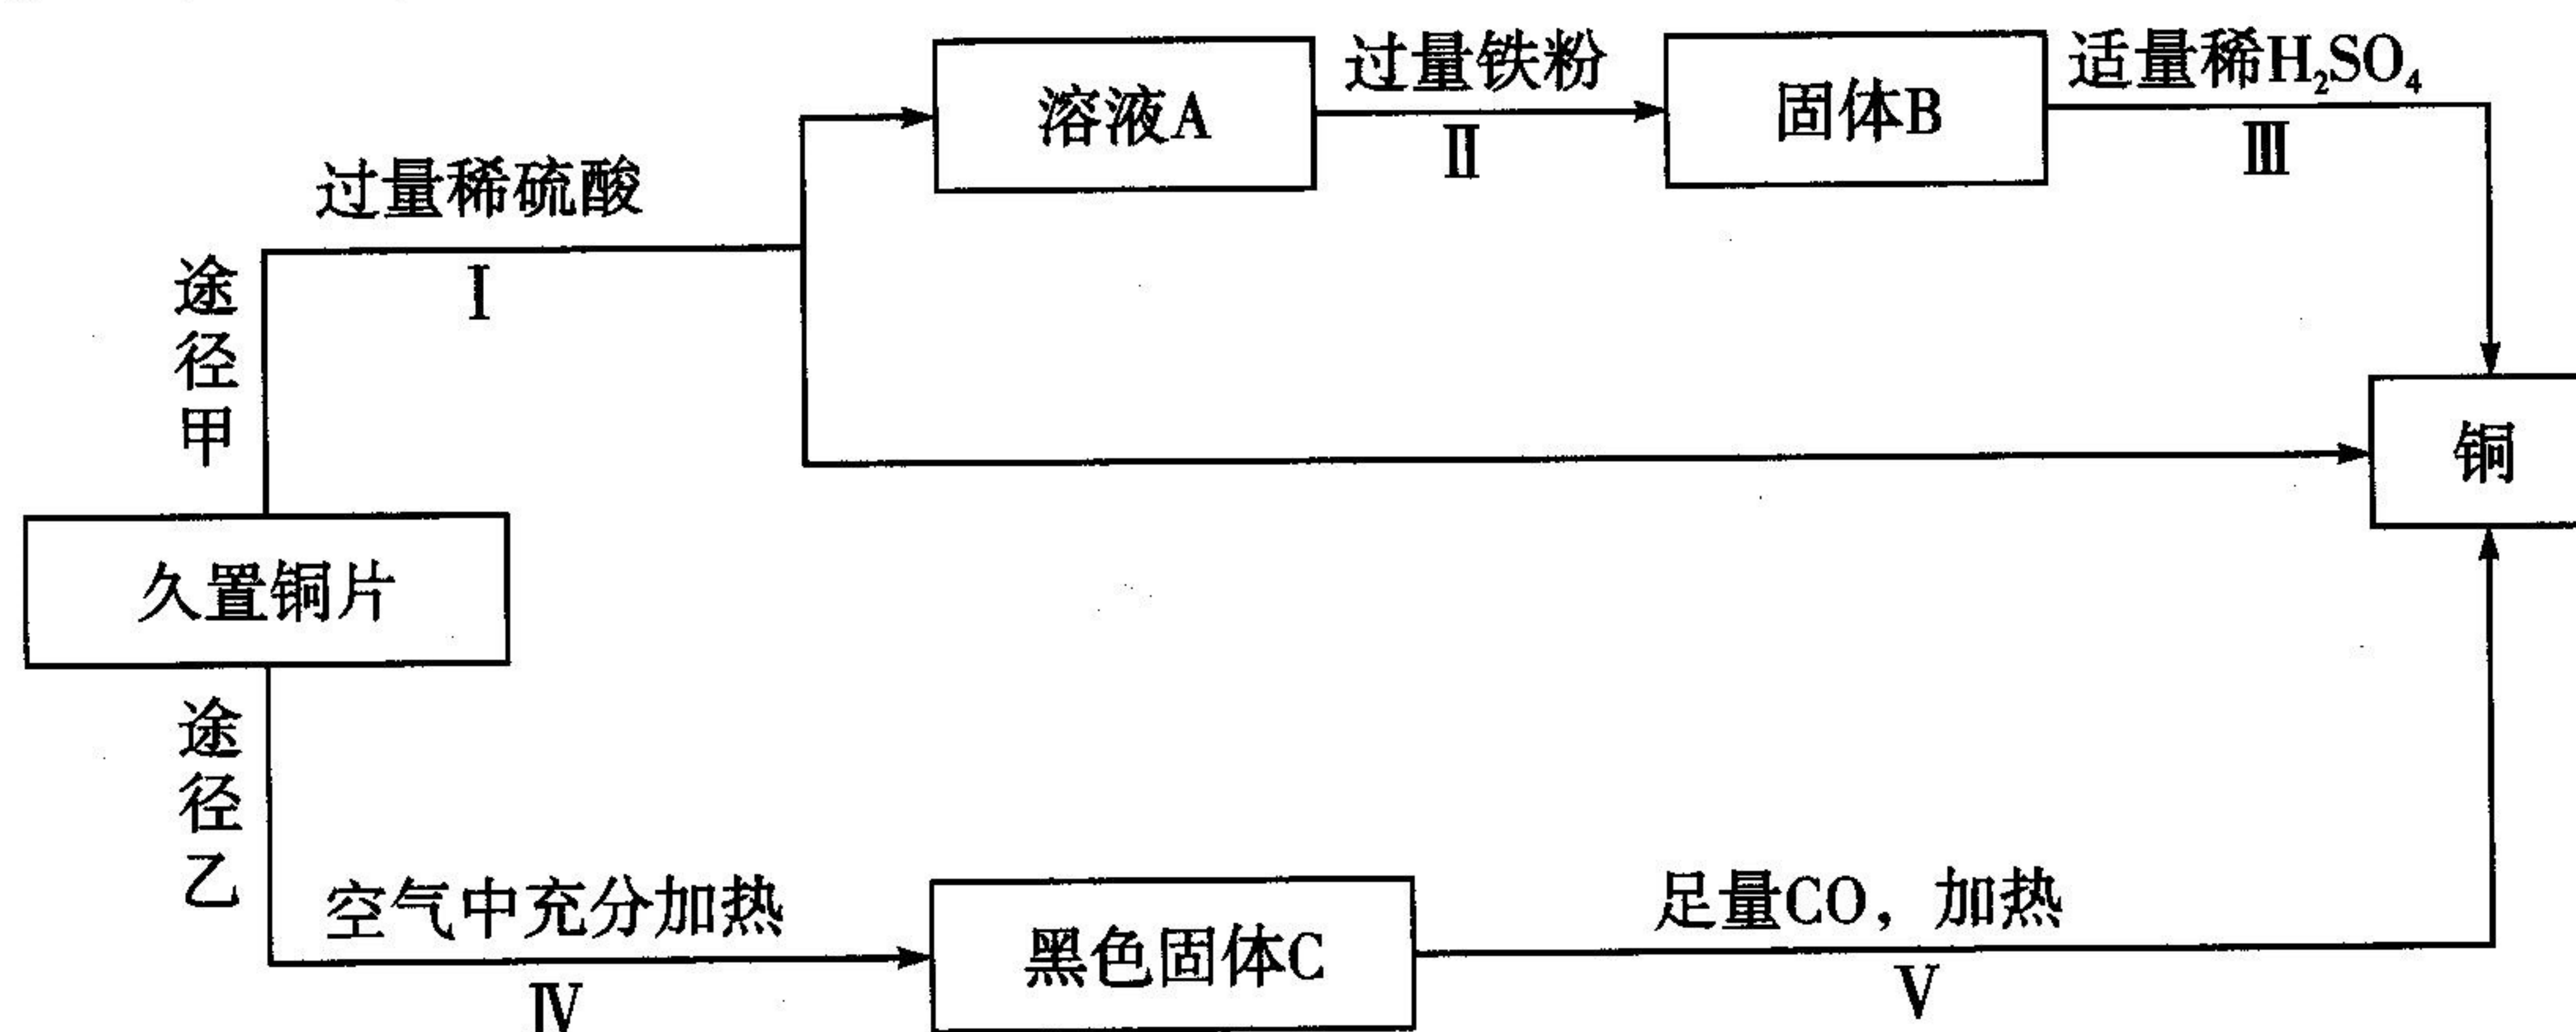 过量稀硫酸
Ⅰ
溶液A
过量铁粉
Ⅱ
固体B
适量稀H₂SO₄
Ⅲ
途径甲
久置铜片
铜
途径乙
空气中充分加热
Ⅳ
黑色固体C
足量CO，加热
Ⅴ